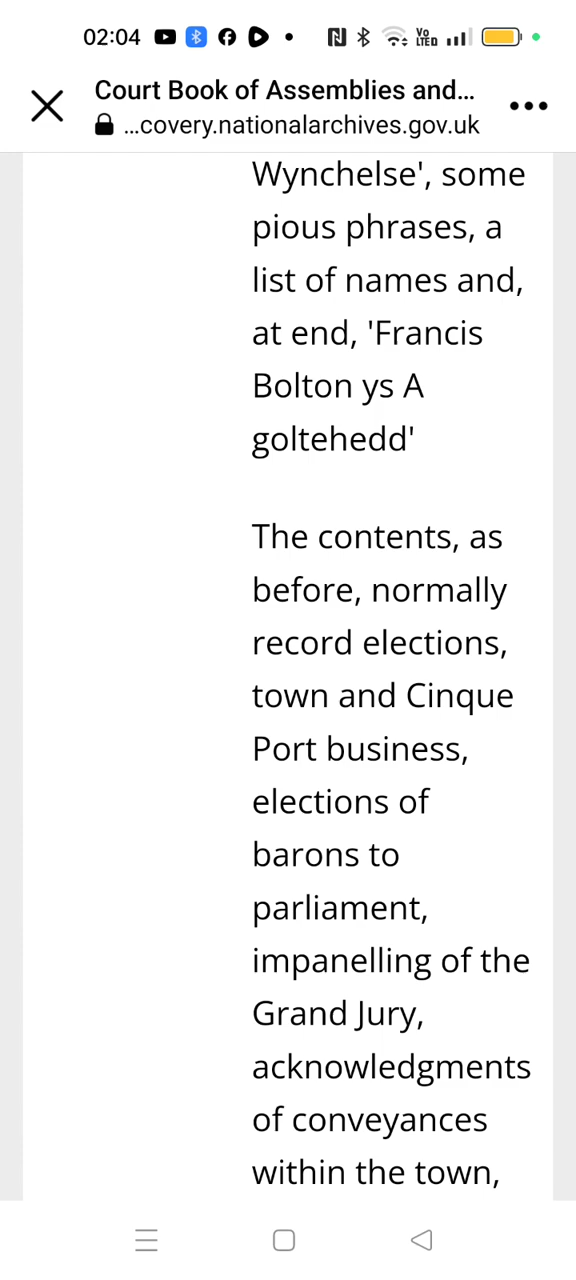 02:04
VO LTED
Court Book of Assemblies and...
...covery.nationalarchives.gov.uk
Wynchelse', some
pious phrases, a
list of names and,
at end, 'Francis
Bolton ys A
goltehedd'
The contents, as
before, normally
record elections,
town and Cinque
Port business,
elections of
barons to
parliament,
impanelling of the
Grand Jury,
acknowledgments
of conveyances
within the town,